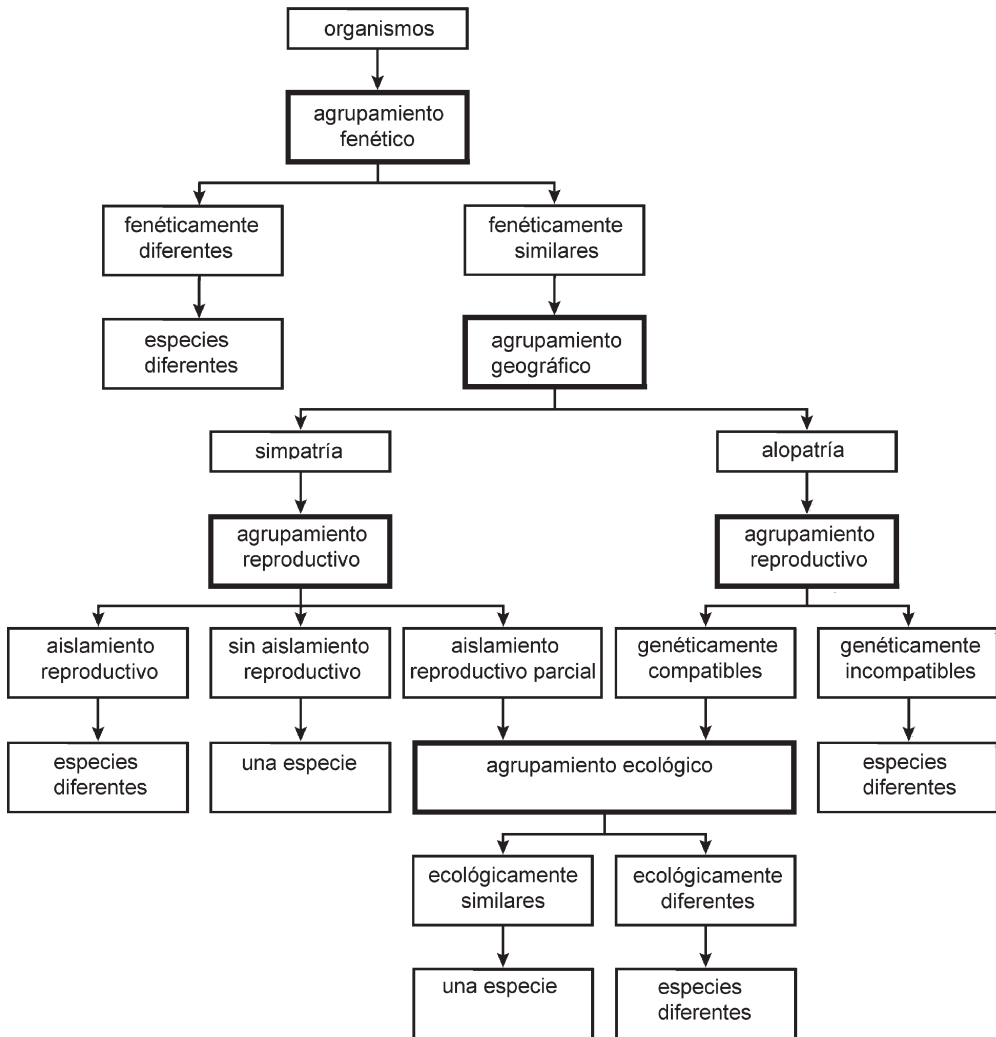 organismos
agrupamiento
fenético
fenéticamente
diferentes
fenéticamente
similares
especies
diferentes
agrupamiento
geográfico
simpatría
alopatría
agrupamiento
reproductivo
agrupamiento
reproductivo
aislamiento
reproductivo
sin aislamiento
reproductivo
aislamiento
reproductivo parcial
genéticamente
compatibles
genéticamente
incompatibles
especies
diferentes
una especie
agrupamiento ecológico
especies
diferentes
ecológicamente
similares
ecológicamente
diferentes
una especie
especies
diferentes